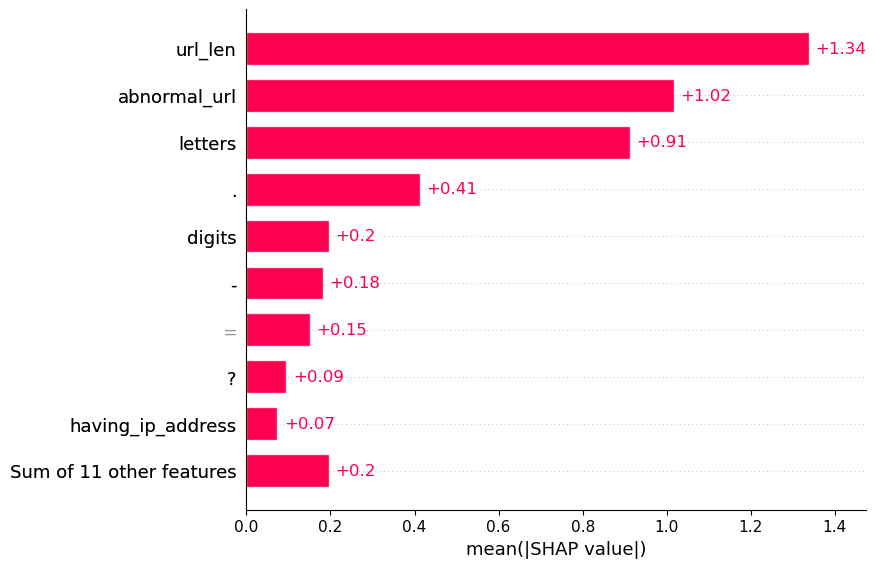 url_len +1.34
abnormal_url +1.02
letters +0.91
. +0.41
digits +0.2
- +0.18
= +0.15
? +0.09
having_ip_address +0.07
Sum of 11 other features +0.2
0.0 0.2 0.4 0.6 0.8 1.0 1.2 1.4
mean(|SHAP value|)